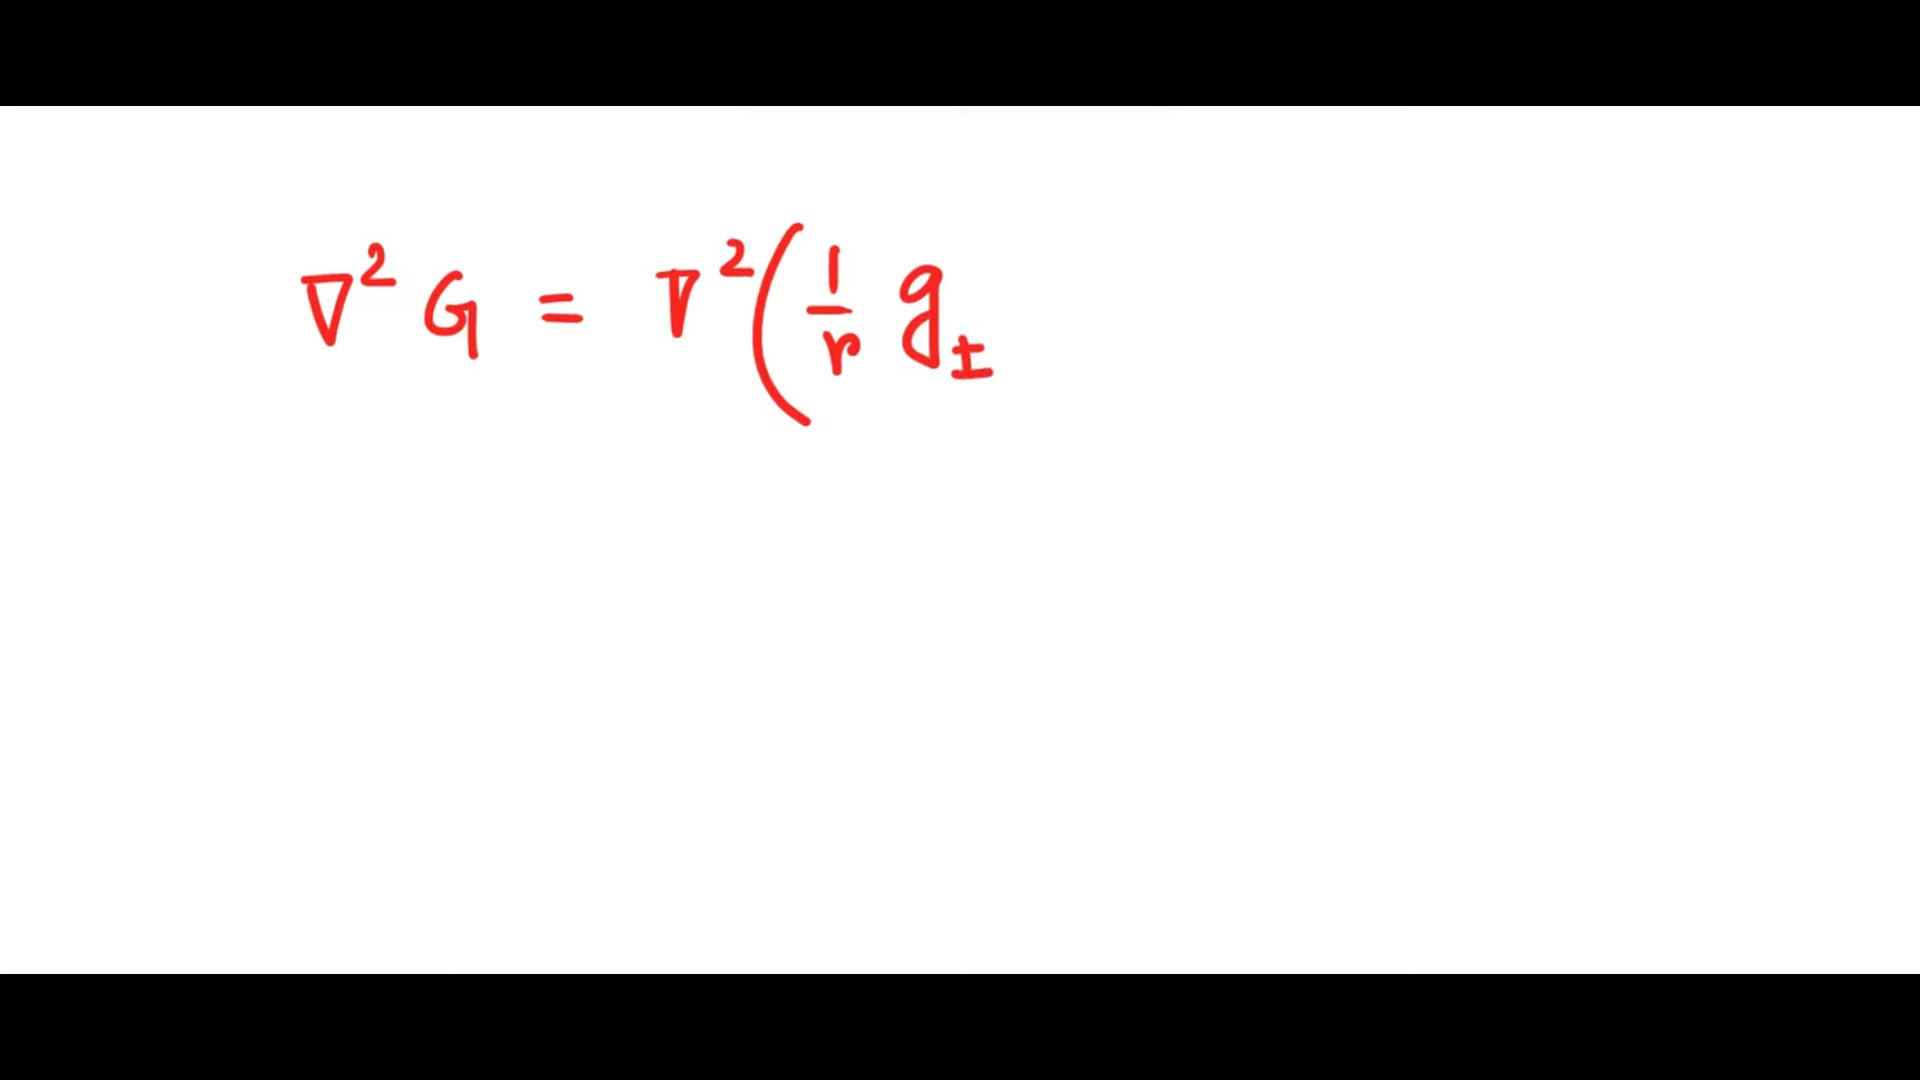 ∇² G = ∇² ( 1/r g±